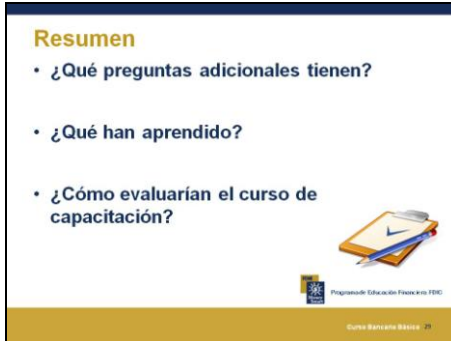 Resumen
• ¿Qué preguntas adicionales tienen?
• ¿Qué han aprendido?
• ¿Cómo evaluarían el curso de
capacitación?
Programa de Educación Financiera FDIC
Curso Bancario Básico 29